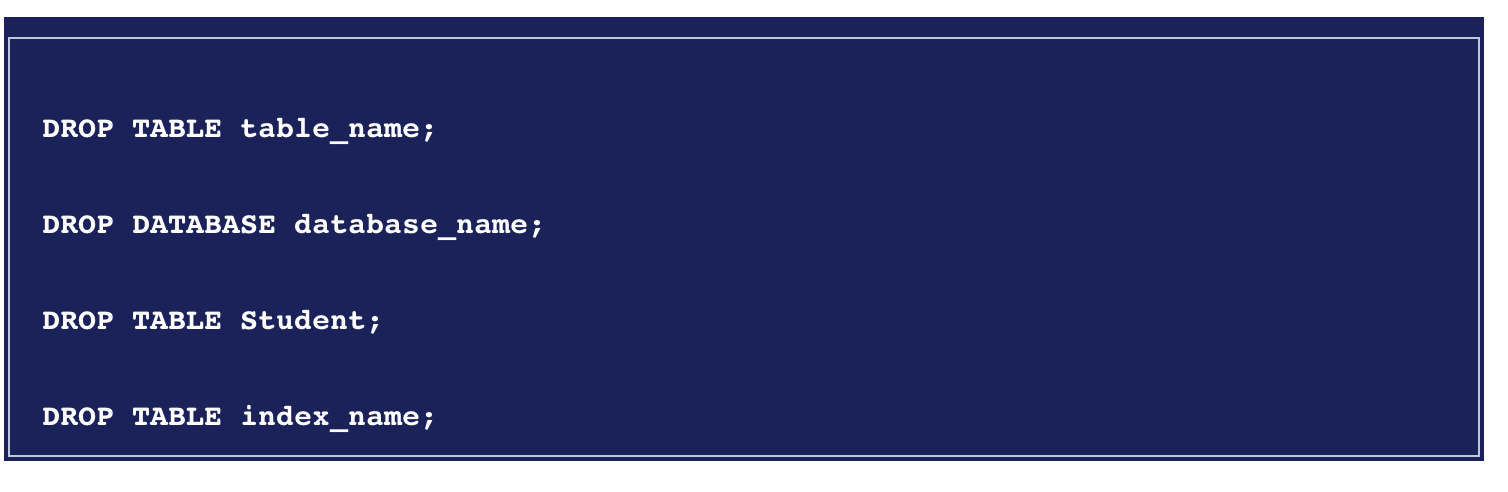 DROP TABLE table_name;
DROP DATABASE database_name;
DROP TABLE Student;
DROP TABLE index_name;